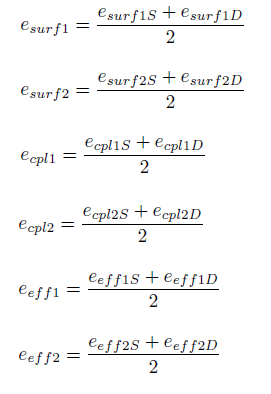 e_{surf1} = \frac{e_{surf1S} + e_{surf1D}}{2}
e_{surf2} = \frac{e_{surf2S} + e_{surf2D}}{2}
e_{cpl1} = \frac{e_{cpl1S} + e_{cpl1D}}{2}
e_{cpl2} = \frac{e_{cpl2S} + e_{cpl2D}}{2}
e_{eff1} = \frac{e_{eff1S} + e_{eff1D}}{2}
e_{eff2} = \frac{e_{eff2S} + e_{eff2D}}{2}